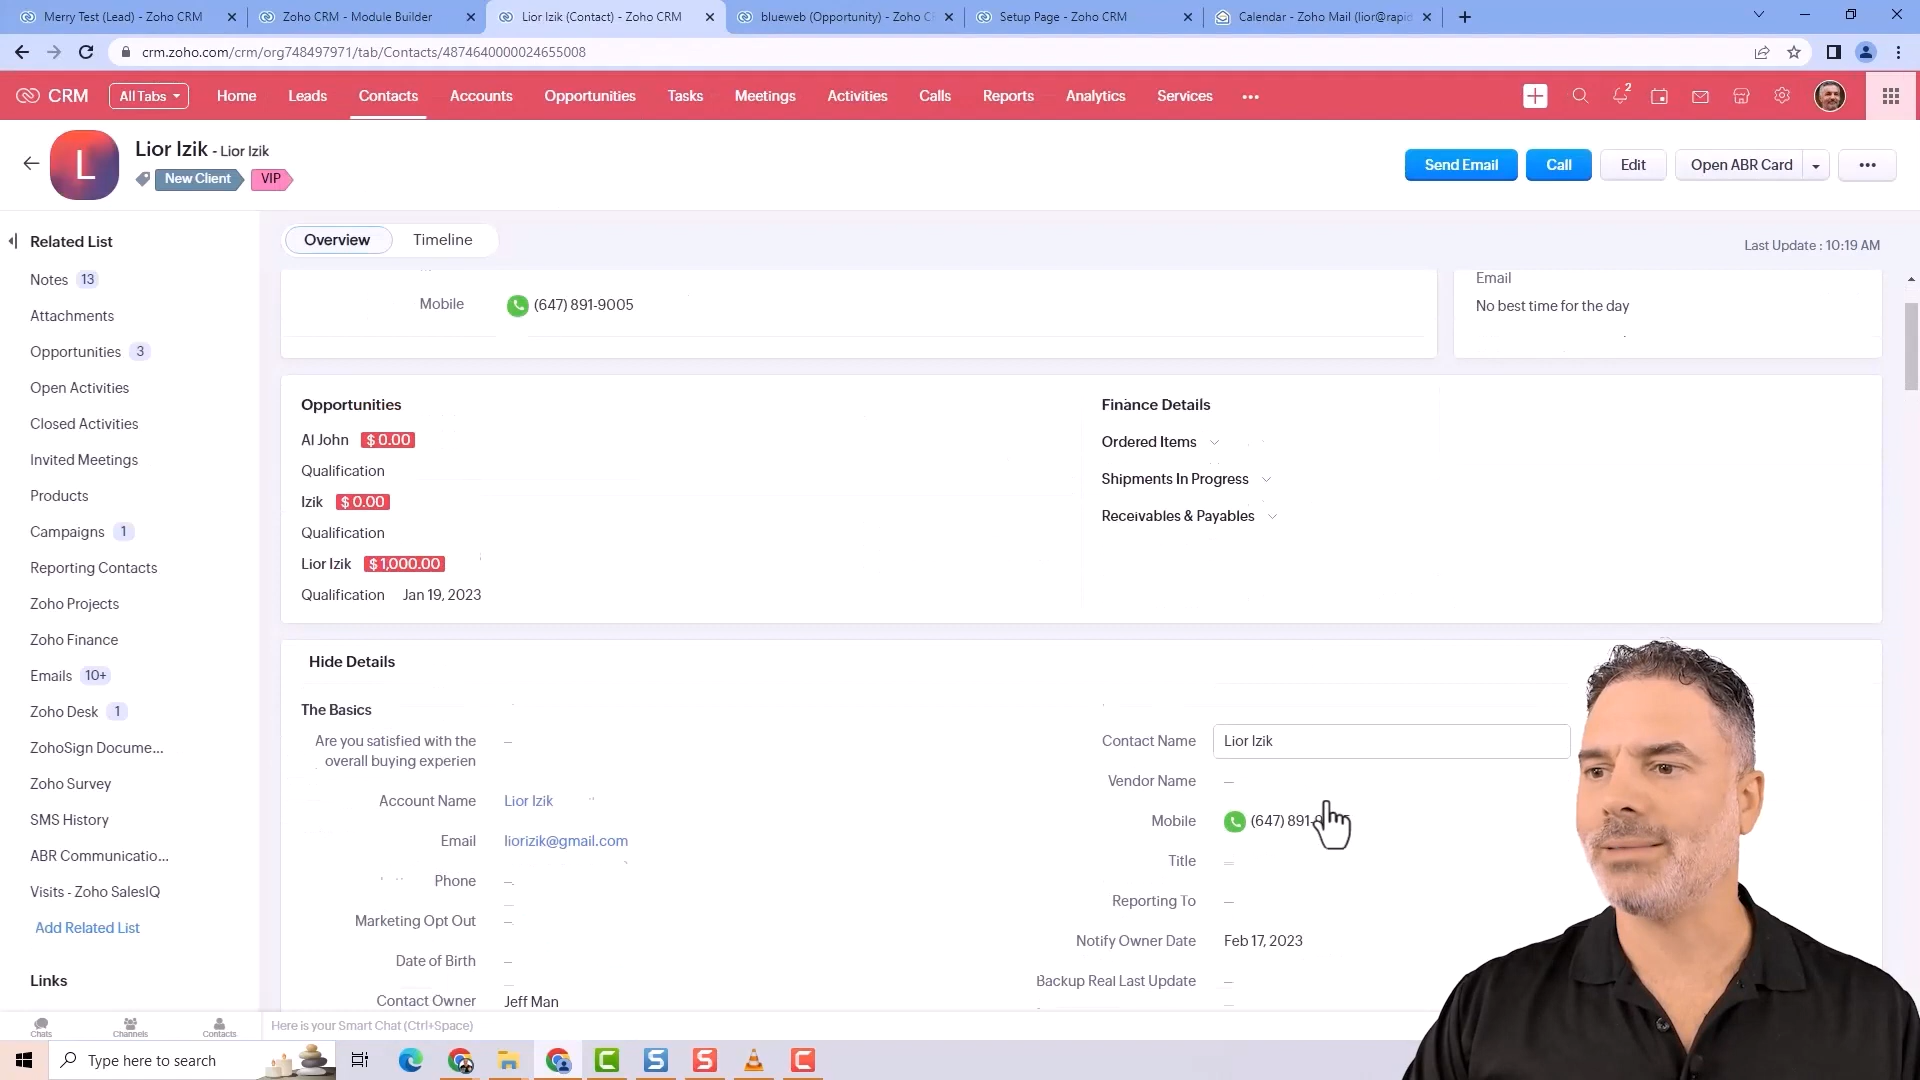 Merry Test (Lead) - Zoho CRM
Zoho CRM - Module Builder
Lior Izik (Contact) - Zoho CRM
blueweb (Opportunity) - Zoho C
Setup Page - Zoho CRM
Calendar - Zoho Mail (lior@rapid
crm.zoho.com/crm/org748497971/tab/Contacts/4874640000024655008
CRM
All Tabs
Home
Leads
Contacts
Accounts
Opportunities
Tasks
Meetings
Activities
Calls
Reports
Analytics
Services
2
L
Lior Izik - Lior Izik
New Client
VIP
Send Email
Call
Edit
Open ABR Card
Related List
Notes 13
Attachments
Opportunities 3
Open Activities
Closed Activities
Invited Meetings
Products
Campaigns 1
Reporting Contacts
Zoho Projects
Zoho Finance
Emails 10+
Zoho Desk 1
ZohoSign Docume...
Zoho Survey
SMS History
ABR Communicatio...
Visits - Zoho SalesIQ
Add Related List
Links
Overview
Timeline
Last Update : 10:19 AM
Mobile (647) 891-9005
Email
No best time for the day
Opportunities
Al John $ 0.00
Qualification
Izik $ 0.00
Qualification
Lior Izik $ 1,000.00
Qualification Jan 19, 2023
Finance Details
Ordered Items
Shipments In Progress
Receivables & Payables
Hide Details
The Basics
Are you satisfied with the
overall buying experien
—
Account Name Lior Izik
Email liorizik@gmail.com
Phone —
Marketing Opt Out —
Date of Birth —
Contact Owner Jeff Man
Contact Name Lior Izik
Vendor Name —
Mobile (647) 891-
Title —
Reporting To —
Notify Owner Date Feb 17, 2023
Backup Real Last Update —
Chats
Channels
Contacts
Here is your Smart Chat (Ctrl+Space)
Type here to search